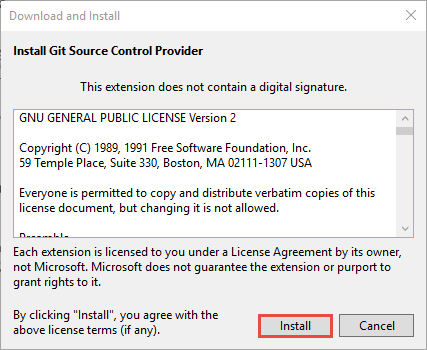 Download and Install
Install Git Source Control Provider
This extension does not contain a digital signature.
GNU GENERAL PUBLIC LICENSE Version 2
Copyright (C) 1989, 1991 Free Software Foundation, Inc.
59 Temple Place, Suite 330, Boston, MA 02111-1307 USA
Everyone is permitted to copy and distribute verbatim copies of this
license document, but changing it is not allowed.
Preamble
Each extension is licensed to you under a License Agreement by its owner,
not Microsoft. Microsoft does not guarantee the extension or purport to
grant rights to it.
By clicking "Install", you agree with the
above license terms (if any).
Install
Cancel